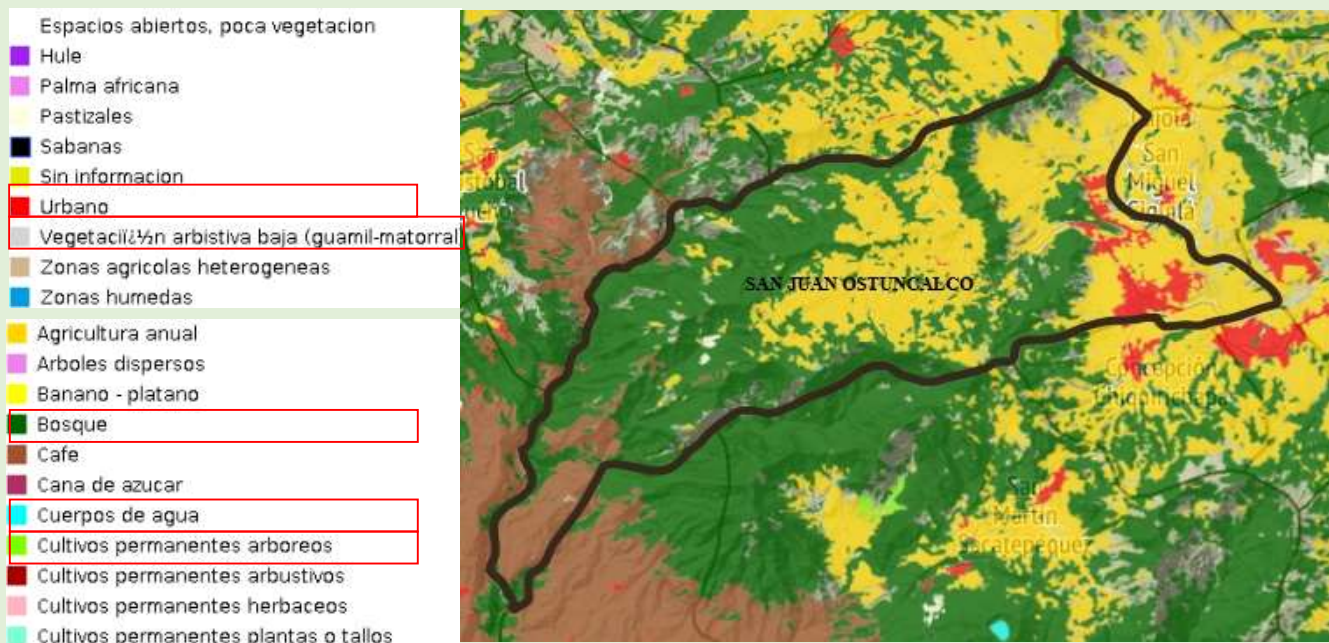 Espacios abiertos, poca vegetacion
Hule
Palma africana
Pastizales
Sabanas
Sin informacion
Urbano
Vegetacií¿½n arbistiva baja (guamil-matorral)
Zonas agricolas heterogeneas
Zonas humedas
Agricultura anual
Arboles dispersos
Banano - platano
Bosque
Cafe
Cana de azucar
Cuerpos de agua
Cultivos permanentes arboreos
Cultivos permanentes arbustivos
Cultivos permanentes herbaceos
Cultivos permanentes plantas o tallos
San
San
Miguel
SAN JUAN OSTUNCALCO
Concepción
San
Martin